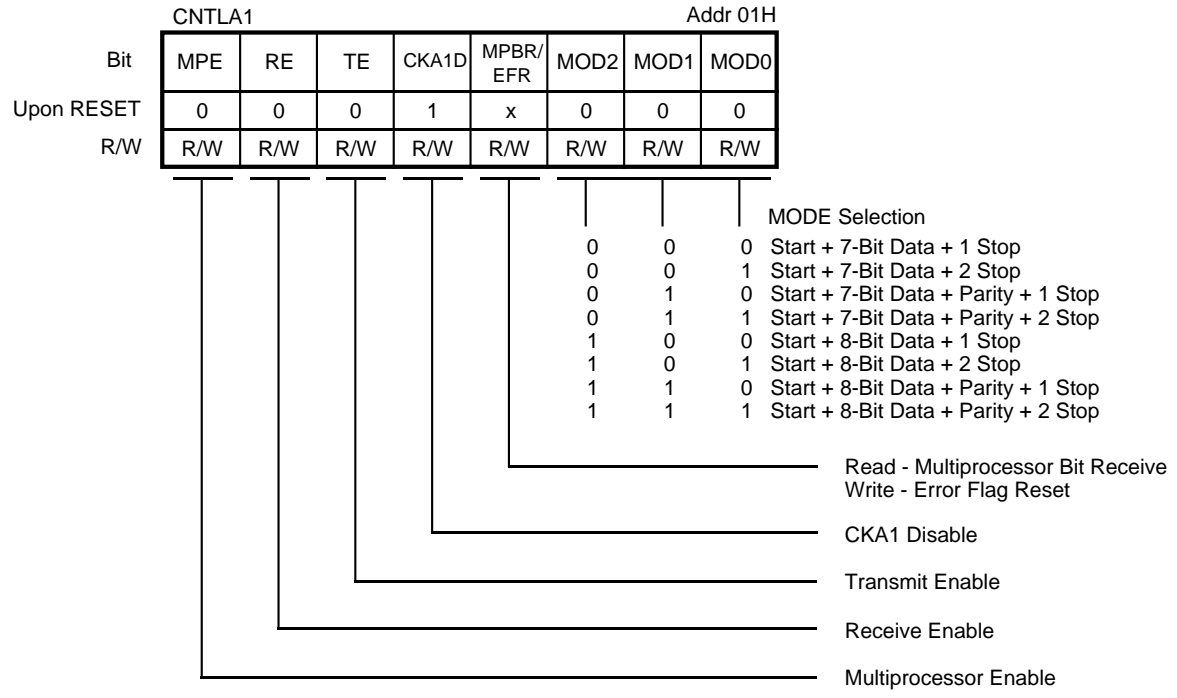 CNTLA1 Addr 01H
Bit MPE RE TE CKA1D MPBR/EFR MOD2 MOD1 MOD0
Upon RESET 0 0 0 1 x 0 0 0
R/W R/W R/W R/W R/W R/W R/W R/W R/W
MODE Selection
0 0 0 Start + 7-Bit Data + 1 Stop
0 0 1 Start + 7-Bit Data + 2 Stop
0 1 0 Start + 7-Bit Data + Parity + 1 Stop
0 1 1 Start + 7-Bit Data + Parity + 2 Stop
1 0 0 Start + 8-Bit Data + 1 Stop
1 0 1 Start + 8-Bit Data + 2 Stop
1 1 0 Start + 8-Bit Data + Parity + 1 Stop
1 1 1 Start + 8-Bit Data + Parity + 2 Stop
Read - Multiprocessor Bit Receive
Write - Error Flag Reset
CKA1 Disable
Transmit Enable
Receive Enable
Multiprocessor Enable